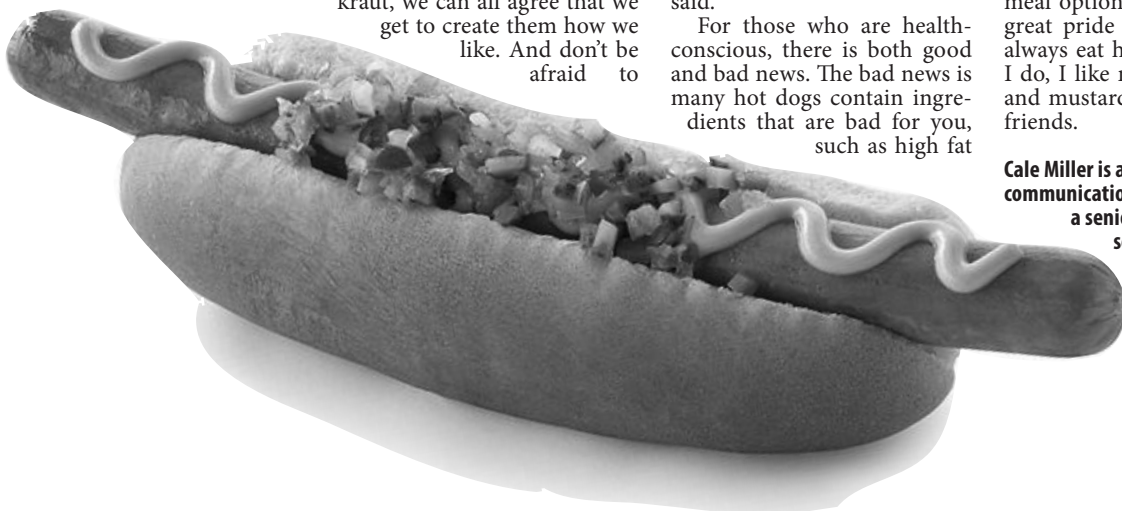 kraut, we can all agree that we
get to create them how we
like. And don't be
afraid to
said.
For those who are health-
conscious, there is both good
and bad news. The bad news is
many hot dogs contain ingre-
dients that are bad for you,
such as high fat
meal option
great pride
always eat h
I do, I like
and mustard
friends.
Cale Miller is a
communication
a senio
s